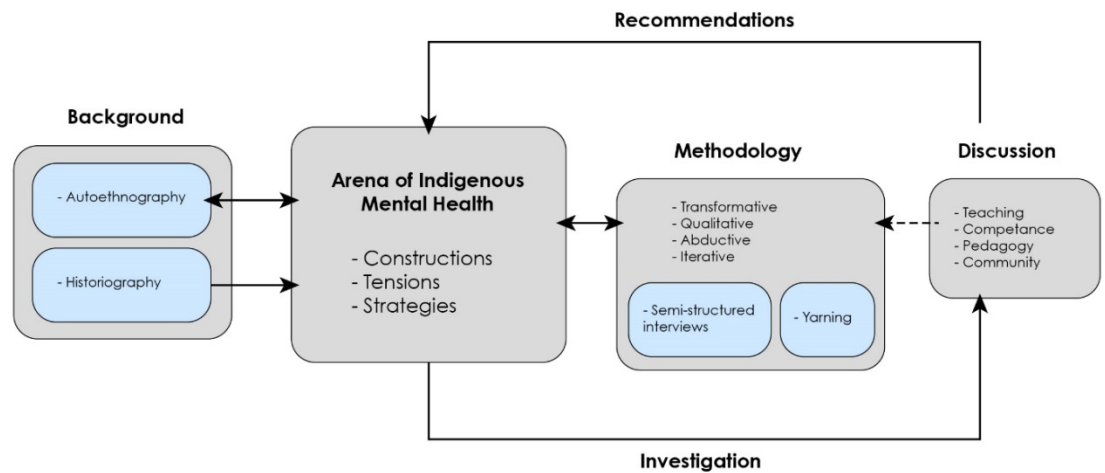 Recommendations
Background
- Autoethnography
- Historiography
Arena of Indigenous
Mental Health
- Constructions
- Tensions
- Strategies
Methodology
- Transformative
- Qualitative
- Abductive
- Iterative
- Semi-structured
interviews
- Yarning
Discussion
- Teaching
- Competance
- Pedagogy
- Community
Investigation